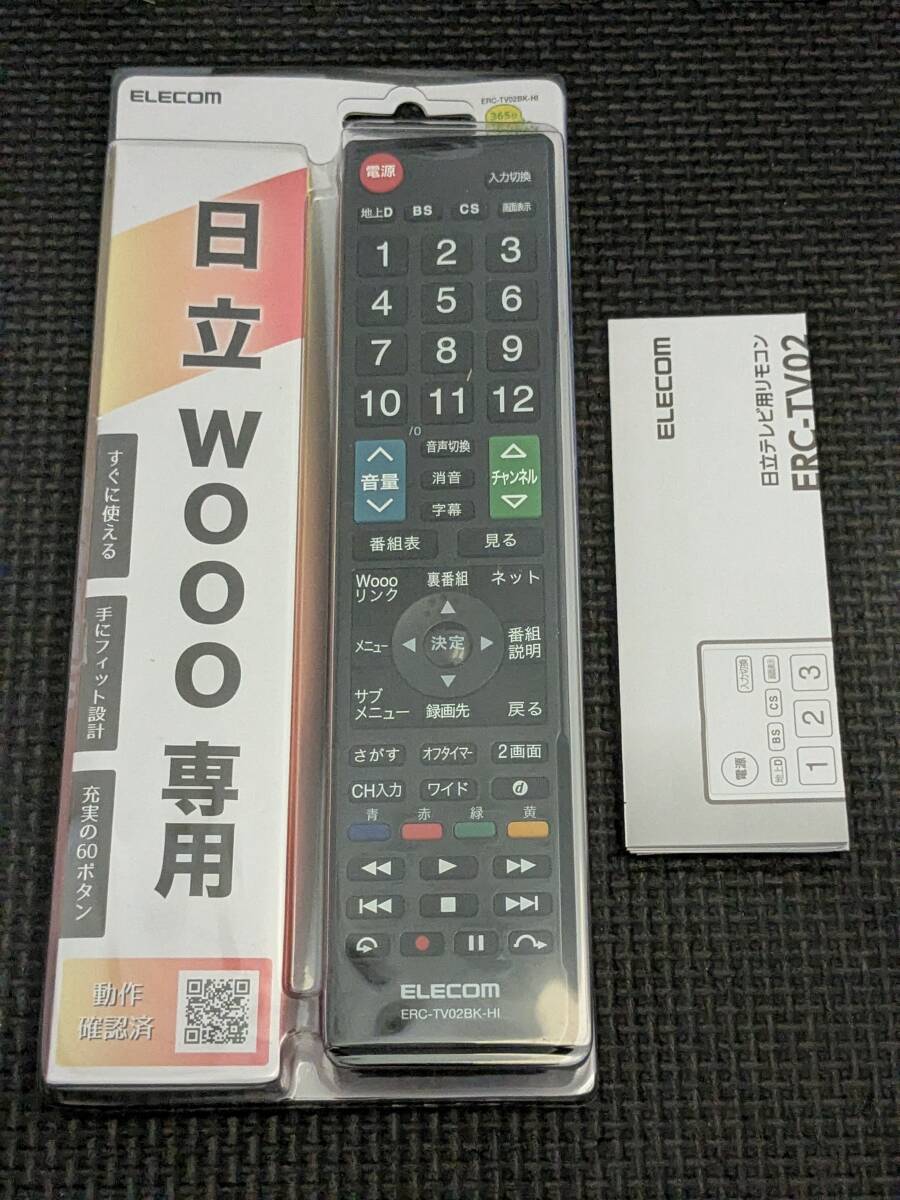 ELECOM
ERC-TV02BK-HI
365日
日立 Wooo 専用
すぐに使える
手にフィット設計
充実の60ボタン
動作
確認済
電源
入力切換
地上D BS CS 画面表示
1 2 3
4 5 6
7 8 9
10 11 12
/0
音量
音声切換
消音
字幕
チャンネル
番組表 見る
Wooo
リンク
裏番組
ネット
メニュー
決定
番組
説明
サブ
メニュー
録画先
戻る
さがす オフタイマー 2画面
CH入力 ワイド d
青 赤 緑 黄
ELECOM
ERC-TV02BK-HI
ELECOM
日立テレビ用リモコン
ERC-TV02
電源
入力切換
地上D BS CS 画面表示
1 2 3